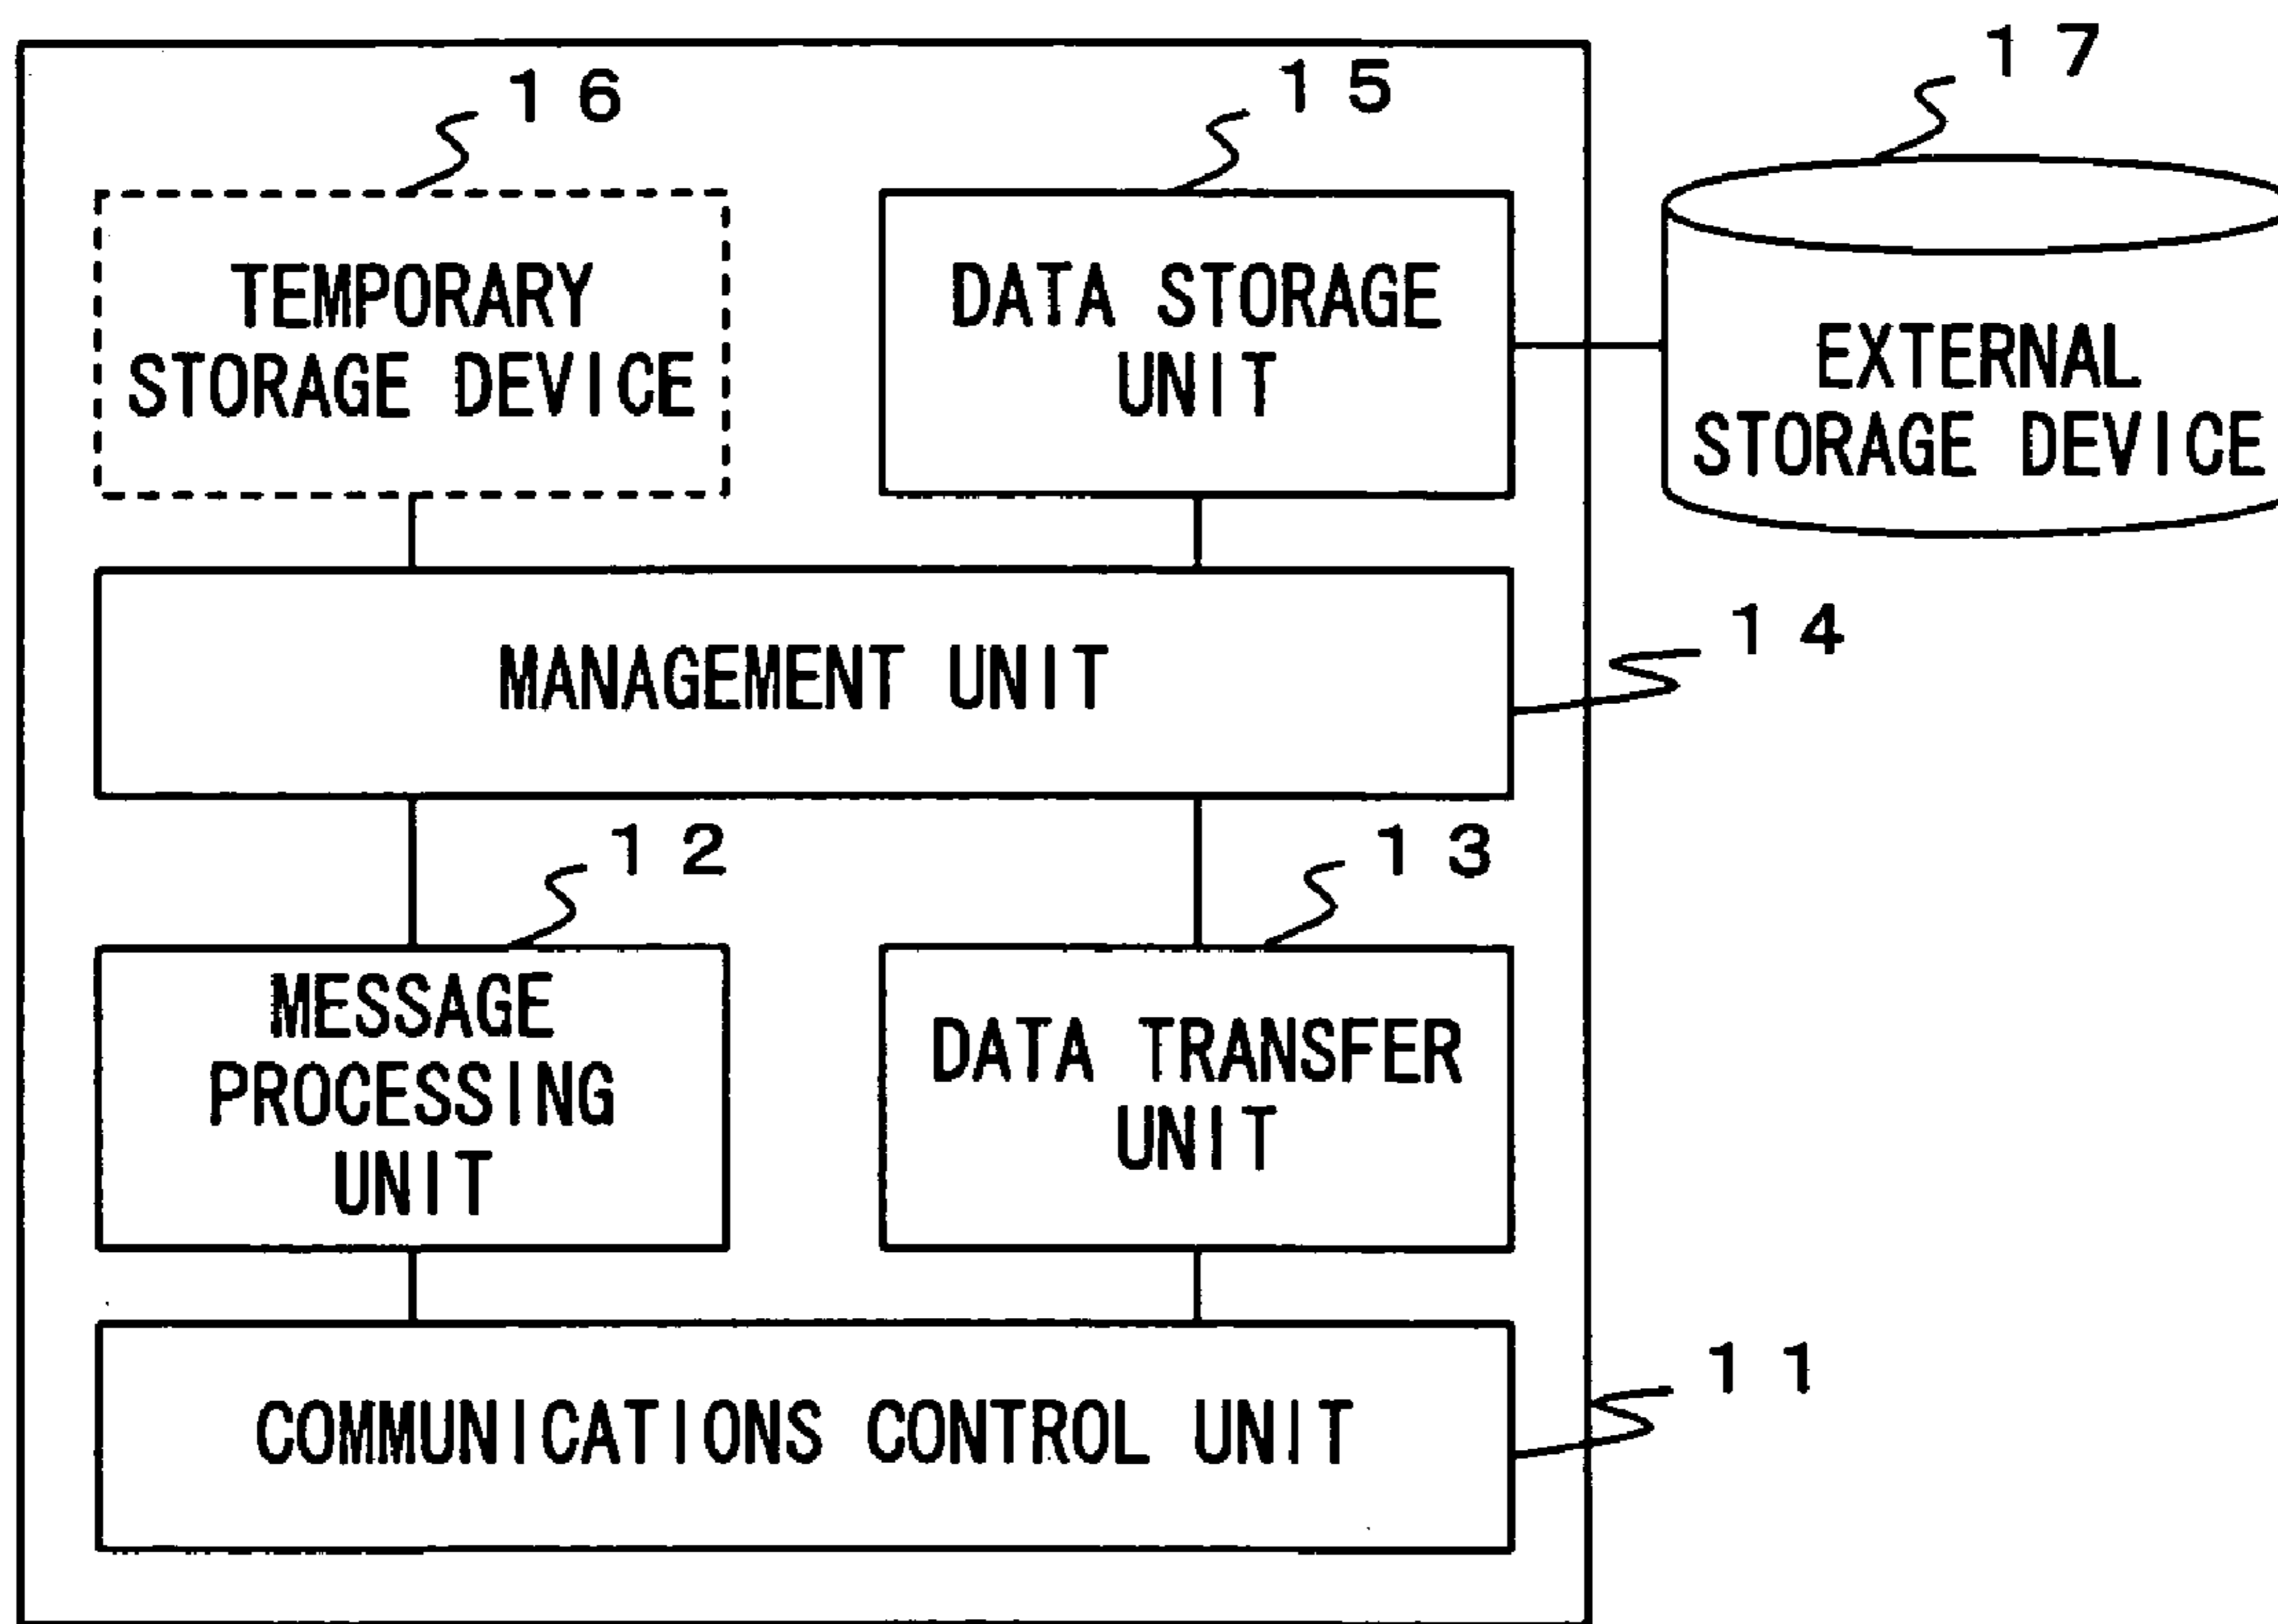 16
15
17
TEMPORARY
STORAGE DEVICE
DATA STORAGE
UNIT
EXTERNAL
STORAGE DEVICE
14
MANAGEMENT UNIT
12
13
MESSAGE
PROCESSING
UNIT
DATA TRANSFER
UNIT
11
COMMUNICATIONS CONTROL UNIT